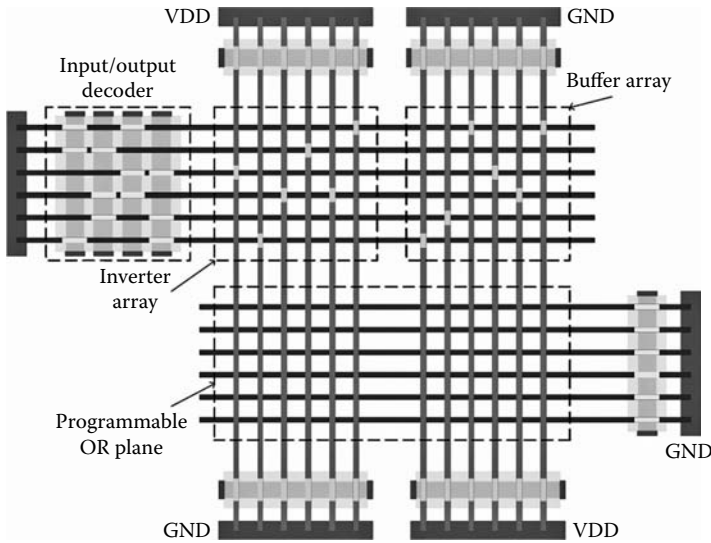 VDD
GND
Input/output
decoder
Buffer array
Inverter
array
Programmable
OR plane
GND
GND
VDD